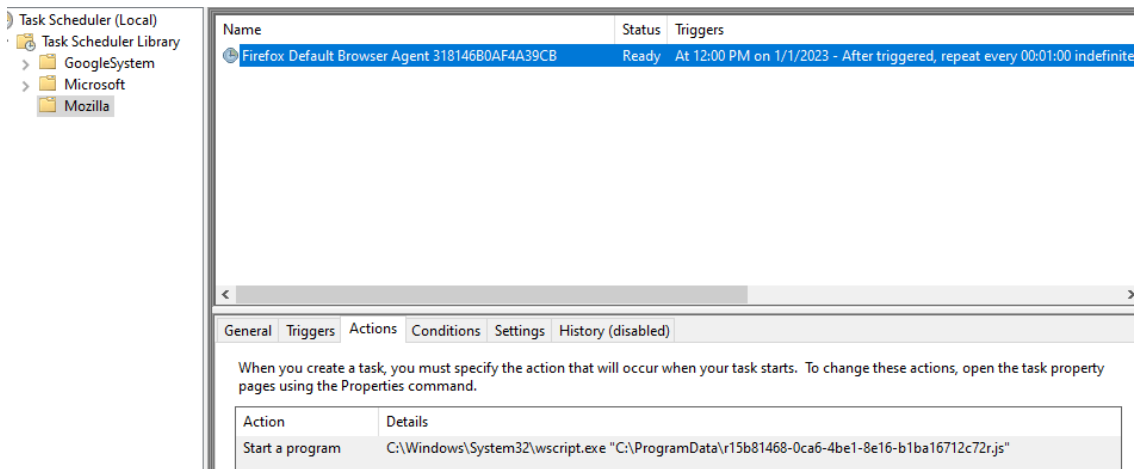 Task Scheduler (Local)
Task Scheduler Library
GoogleSystem
Microsoft
Mozilla
Name Status Triggers
Firefox Default Browser Agent 318146B0AF4A39CB Ready At 12:00 PM on 1/1/2023 - After triggered, repeat every 00:01:00 indefinite
General Triggers Actions Conditions Settings History (disabled)
When you create a task, you must specify the action that will occur when your task starts. To change these actions, open the task property
pages using the Properties command.
Action Details
Start a program C:\Windows\System32\wscript.exe "C:\ProgramData\r15b81468-0ca6-4be1-8e16-b1ba16712c72r.js"